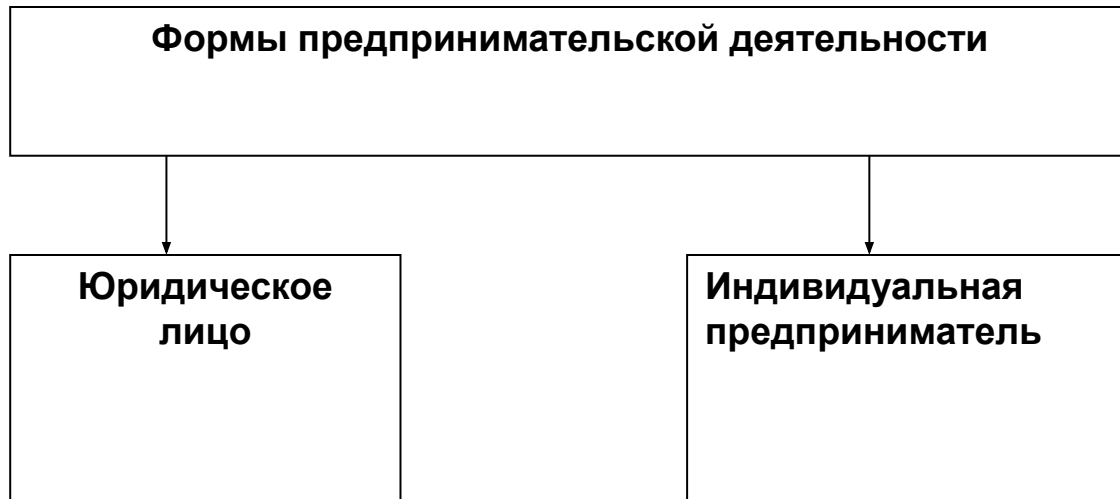 Формы предпринимательской деятельности
Юридическое
лицо
Индивидуальная
предприниматель